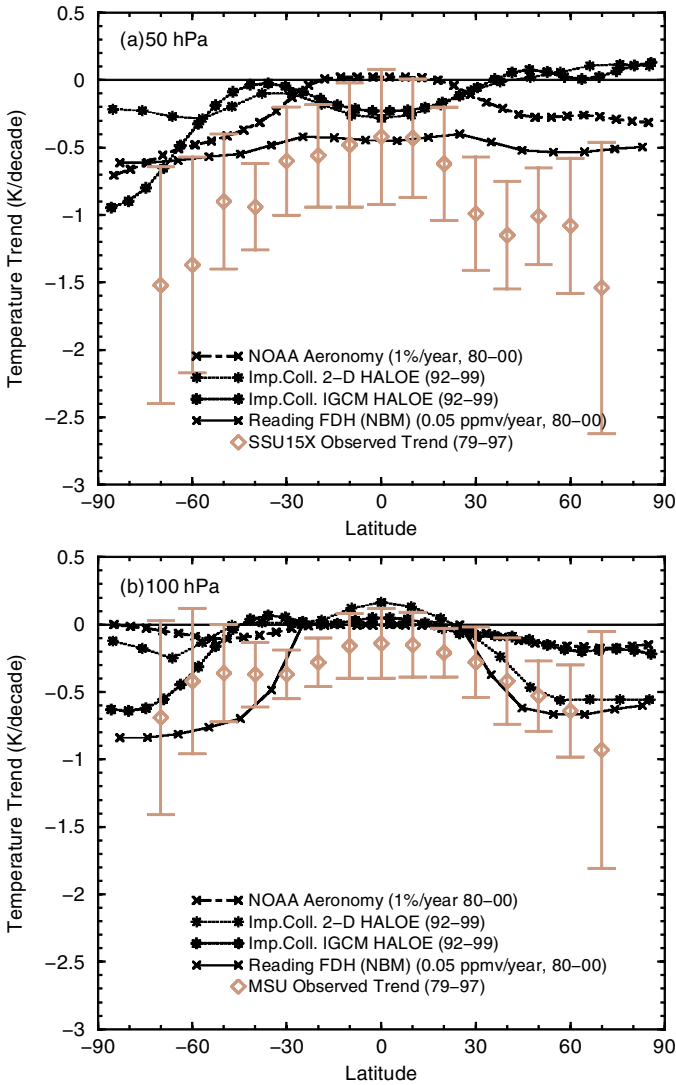 (a)50 hPa
0.5
0
−0.5
−1
−1.5
−2
−2.5
−3
Temperature Trend (K/decade)
NOAA Aeronomy (1%/year, 80−00)
Imp.Coll. 2−D HALOE (92−99)
Imp.Coll. IGCM HALOE (92−99)
Reading FDH (NBM) (0.05 ppmv/year, 80−00)
SSU15X Observed Trend (79−97)
−90 −60 −30 0 30 60 90
Latitude
(b)100 hPa
0.5
0
−0.5
−1
−1.5
−2
−2.5
−3
Temperature Trend (K/decade)
NOAA Aeronomy (1%/year 80−00)
Imp.Coll. 2−D HALOE (92−99)
Imp.Coll. IGCM HALOE (92−99)
Reading FDH (NBM) (0.05 ppmv/year, 80−00)
MSU Observed Trend (79−97)
−90 −60 −30 0 30 60 90
Latitude